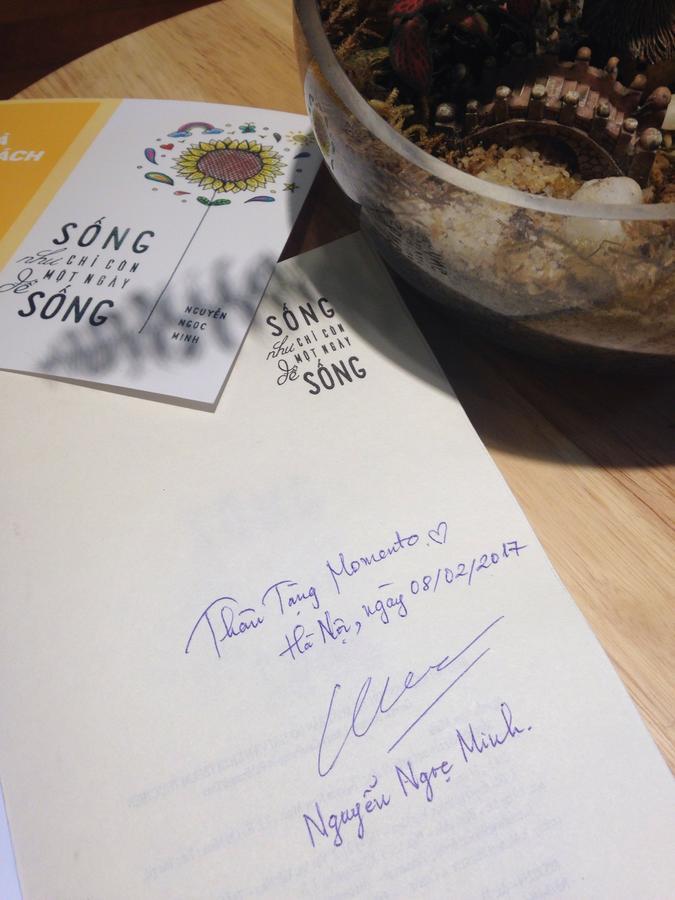 Ả
ÁCH
SỐNG
như CHỈ CÒN
MỘT NGÀY
để
SỐNG
NGUYỄN
NGỌC
MINH
SỐNG
như CHỈ CÒN
MỘT NGÀY
để
SỐNG
Thân Tặng Momento ♡
Hà Nội, ngày 08/02/2017
Nguyễn Ngọc Minh.